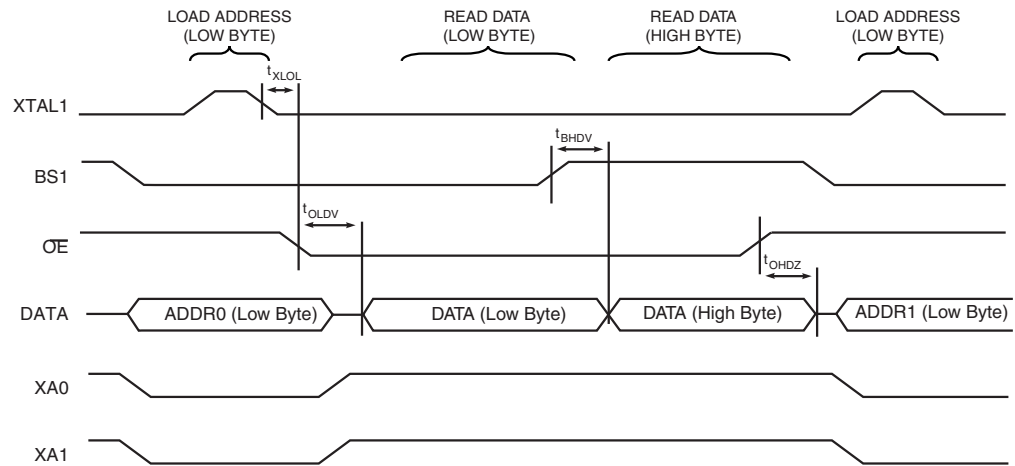 LOAD ADDRESS
(LOW BYTE)
READ DATA
(LOW BYTE)
READ DATA
(HIGH BYTE)
LOAD ADDRESS
(LOW BYTE)
tXLOL
XTAL1
tBHDV
BS1
tOLDV
OE
tOHDZ
DATA
ADDR0 (Low Byte)
DATA (Low Byte)
DATA (High Byte)
ADDR1 (Low Byte)
XA0
XA1